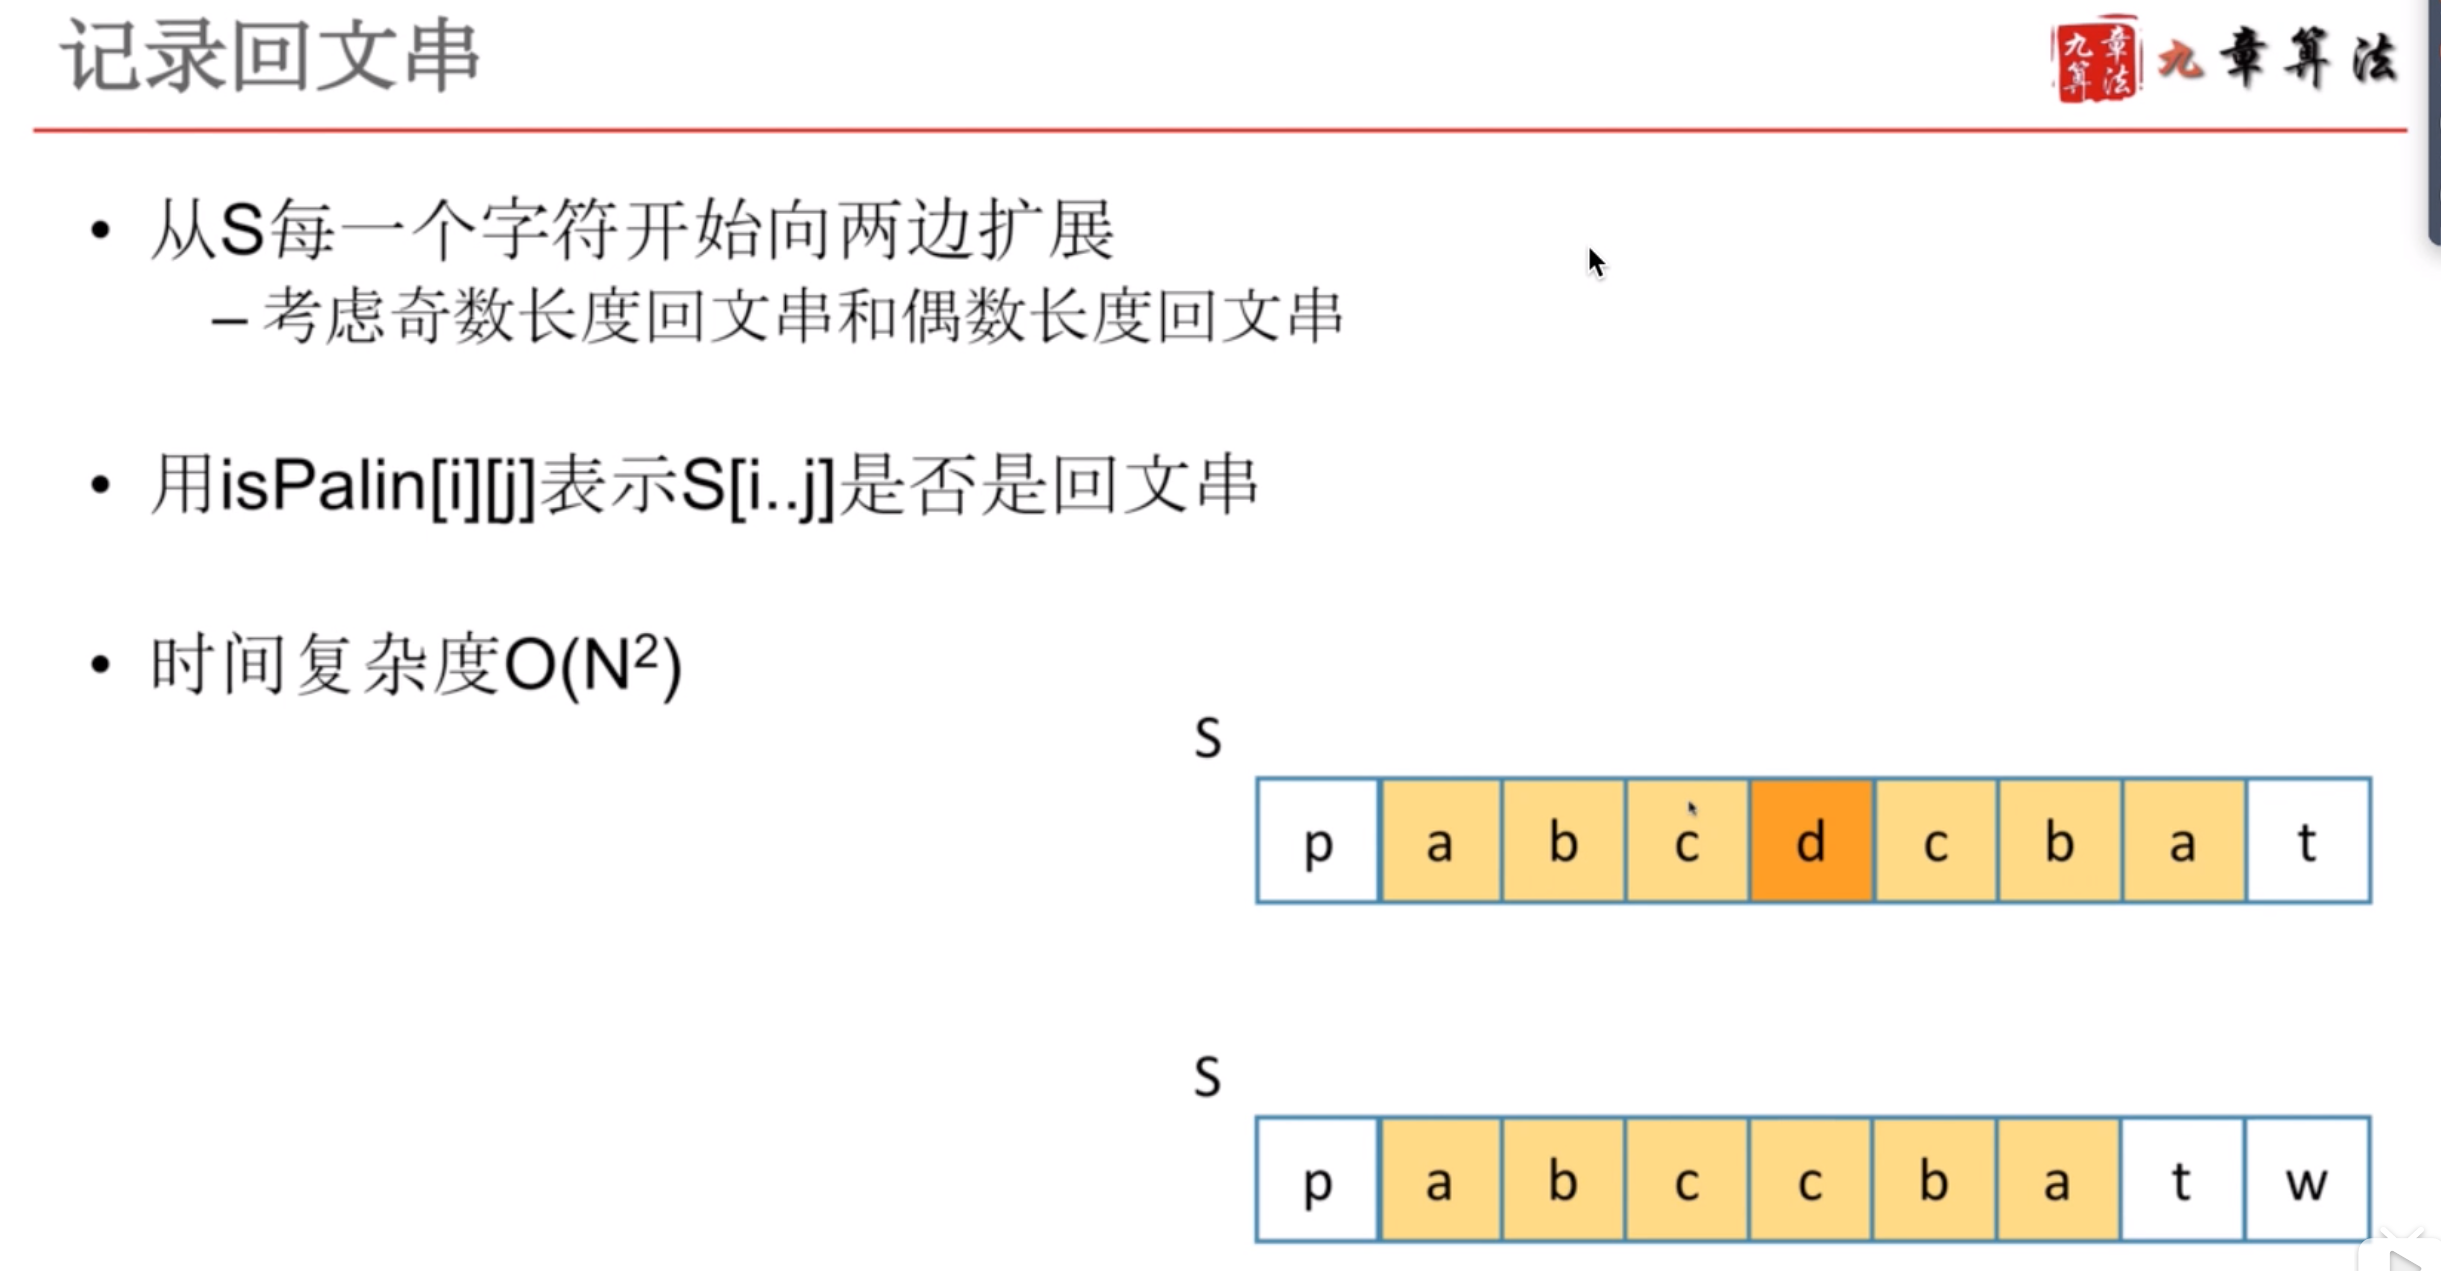 记录回文串
九章算法
九章算法
• 从S每一个字符开始向两边扩展
– 考虑奇数长度回文串和偶数长度回文串
• 用isPalin[i][j]表示S[i..j]是否是回文串
• 时间复杂度O(N²)
S
p a b c d c b a t
S
p a b c c b a t w